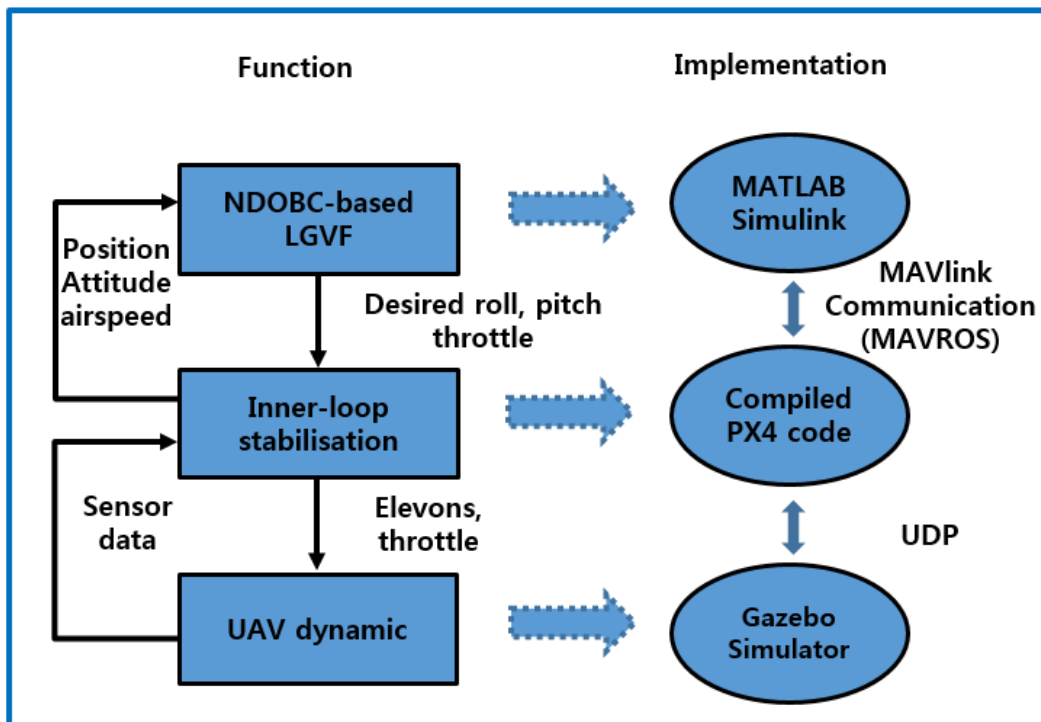 Function
Implementation
NDOBC-based
LGVF
MATLAB
Simulink
Position
Attitude
airspeed
Desired roll, pitch
throttle
MAVlink
Communication
(MAVROS)
Inner-loop
stabilisation
Compiled
PX4 code
Sensor
data
Elevons,
throttle
UDP
UAV dynamic
Gazebo
Simulator